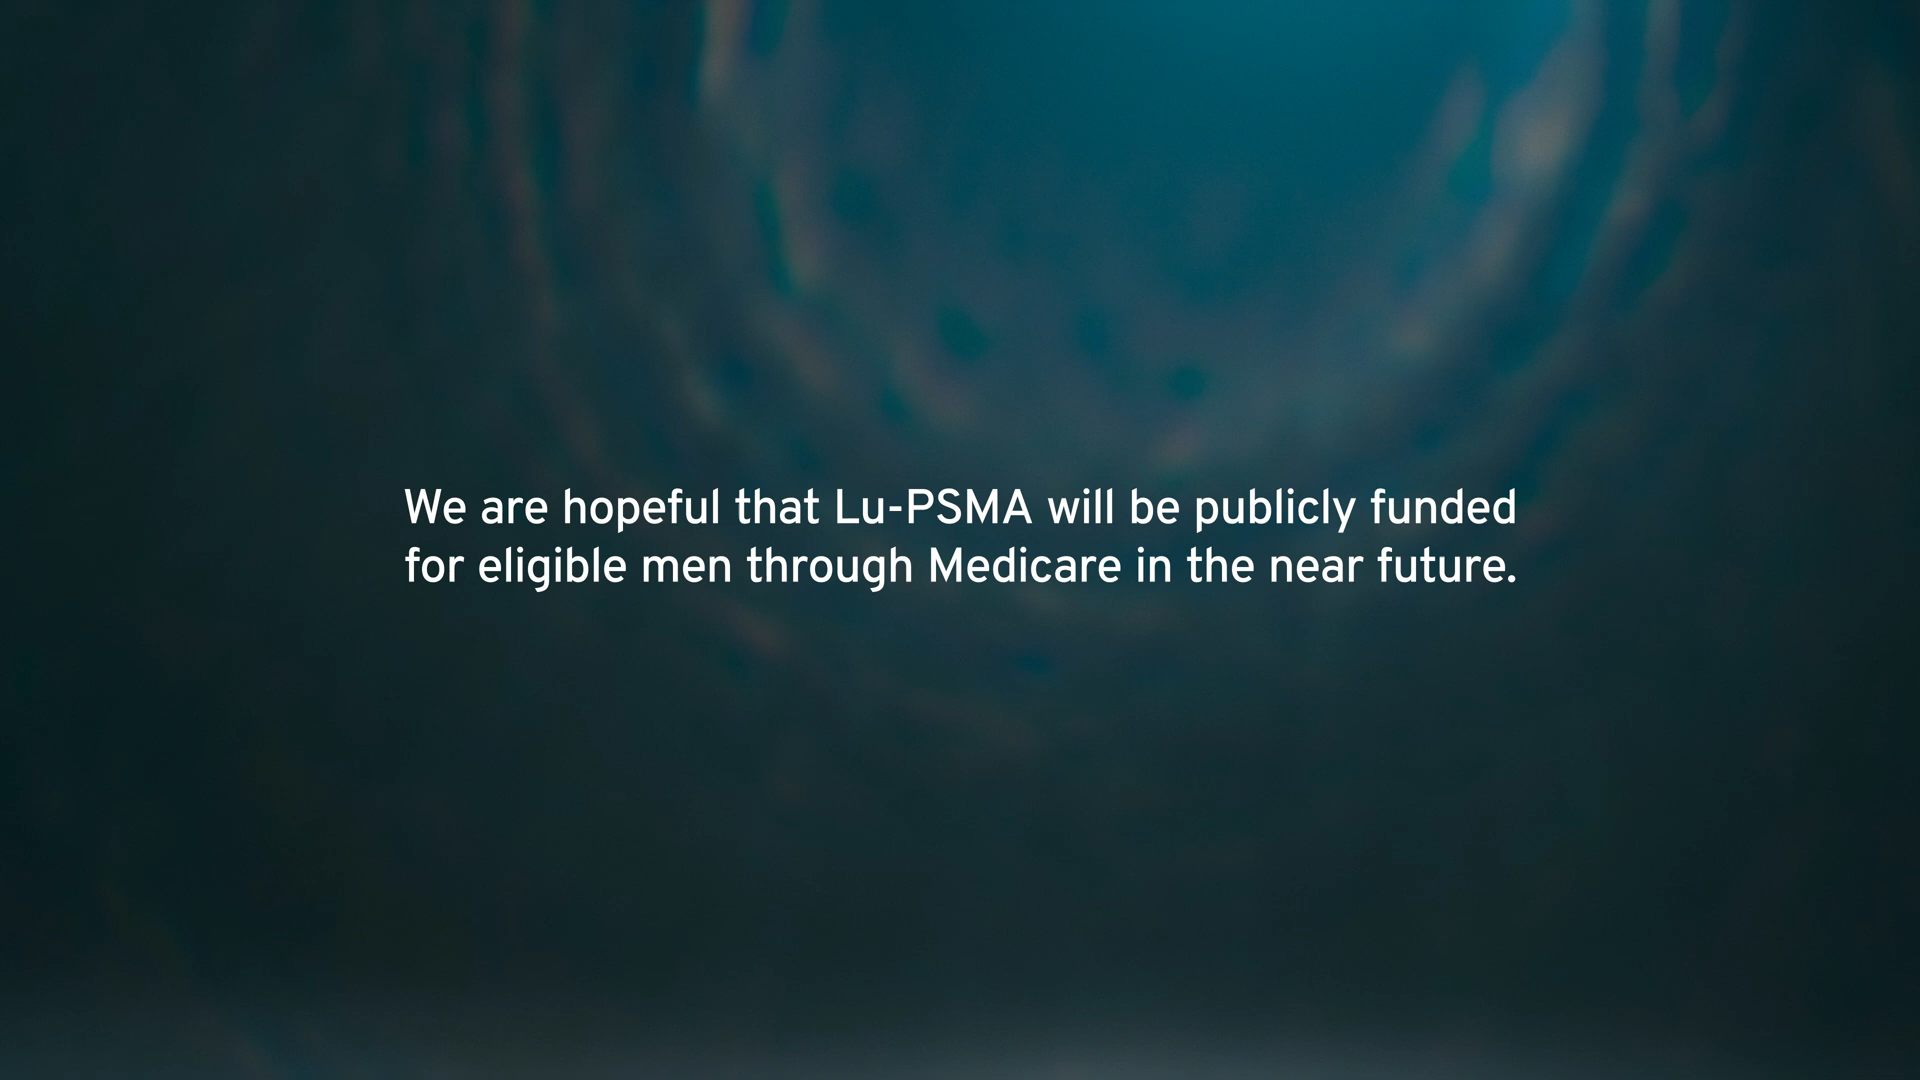 We are hopeful that Lu-PSMA will be publicly funded
for eligible men through Medicare in the near future.